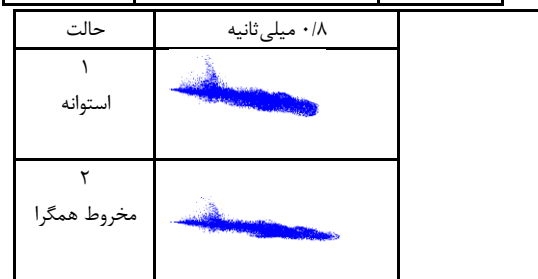 حالت
۰/۸ میلی‌ثانیه
۱
استوانه
۲
مخروط همگرا